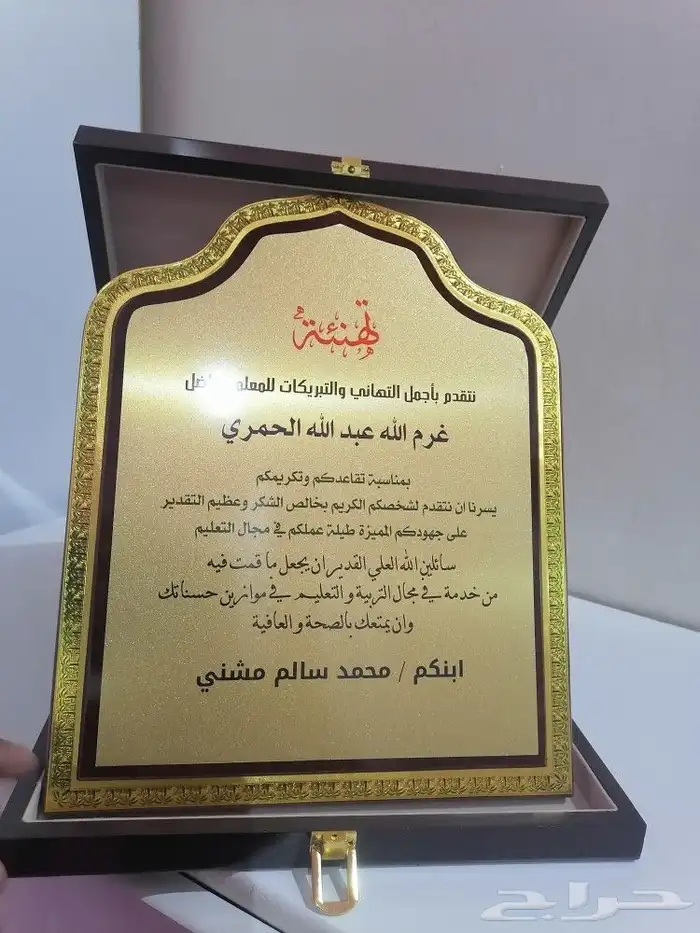 تهنئة
نتقدم بأجمل التهاني والتبريكات للمعلم
غرم الله عبد الله الحمري
بمناسبة تقاعدكم وتكريمكم
يسرنا ان نتقدم لشخصكم الكريم بخالص الشكر وعظيم التقدير
على جهودكم المميزة طيلة عملكم في مجال التعليم
سائلين الله العلي القدير ان يجعل ما قمت فيه
من خدمة في مجال التربية والتعليم في موازين حسناتك
وان يمتعك بالصحة والعافية
ابنكم / محمد سالم مشني
حراج